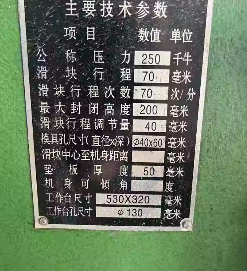 主要技术参数
项目 数值 单位
公称压力 250 千牛
滑块行程 70 毫米
滑块行程次数 70 次/分
最大封闭高度 200 毫米
滑块行程调节量 40 毫米
模具孔尺寸(直径x深) Φ40x60 毫米
滑块中心至机身距离 毫米
垫板厚度 50 毫米
机身可倾角 度
工作台尺寸 530X320 毫米
工作台孔尺寸 Φ130 毫米